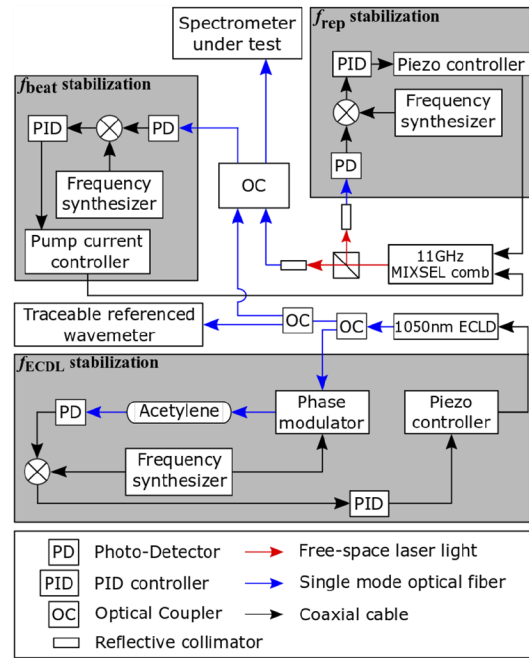 Spectrometer
under test
frep stabilization
PID
Piezo controller
Frequency
synthesizer
PD
fbeat stabilization
PID
PD
Frequency
synthesizer
Pump current
controller
OC
11GHz
MIXSEL comb
Traceable referenced
wavemeter
OC
OC
1050nm ECLD
fECDL stabilization
PD
Acetylene
Phase
modulator
Piezo
controller
Frequency
synthesizer
PID
PD Photo-Detector
Free-space laser light
PID PID controller
Single mode optical fiber
OC Optical Coupler
Coaxial cable
Reflective collimator